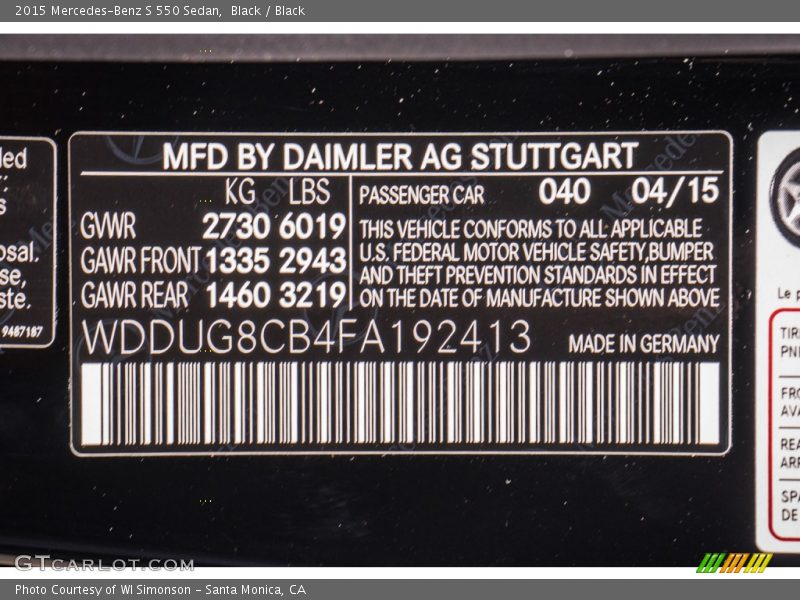 2015 Mercedes-Benz S 550 Sedan, Black / Black
MFD BY DAIMLER AG STUTTGART
KG LBS
GVWR 2730 6019
GAWR FRONT 1335 2943
GAWR REAR 1460 3219
PASSENGER CAR 040 04/15
THIS VEHICLE CONFORMS TO ALL APPLICABLE
U.S. FEDERAL MOTOR VEHICLE SAFETY,BUMPER
AND THEFT PREVENTION STANDARDS IN EFFECT
ON THE DATE OF MANUFACTURE SHOWN ABOVE
WDDUG8CB4FA192413 MADE IN GERMANY
9487187
Le
GTcarlot.com
Photo Courtesy of WI Simonson - Santa Monica, CA